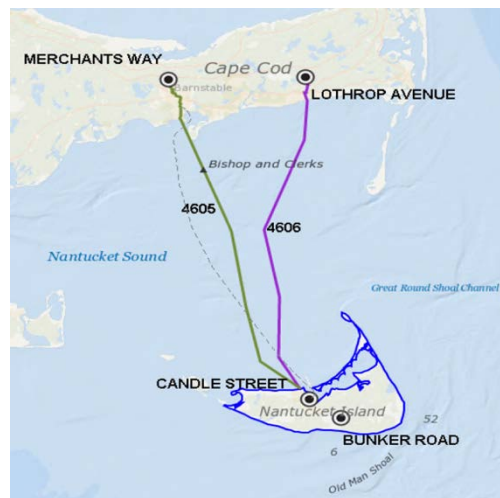 MERCHANTS WAY
Cape Cod
Barnstable
LOTHROP AVENUE
Bishop and Clerks
4605
4606
Nantucket Sound
Great Round Shoal Channel
CANDLE STREET
Nantucket Island
52
BUNKER ROAD
6
Old Man Shoal